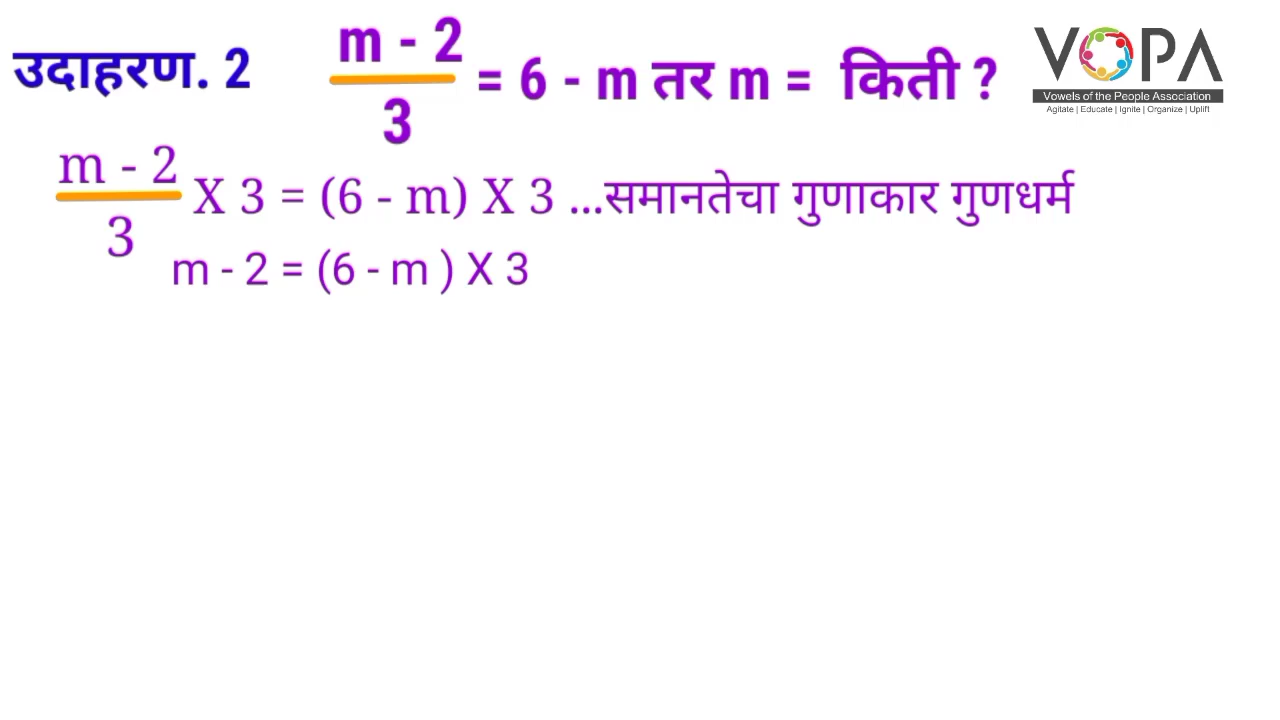 उदाहरण. 2
m - 2
3
= 6 - m तर m = किती ?
VOPA
Vowels of the People Association
Agitate | Educate | Ignite | Organize | Uplift
m - 2
3
X 3 = (6 - m) X 3 ...समानतेचा गुणाकार गुणधर्म
m - 2 = (6 - m ) X 3